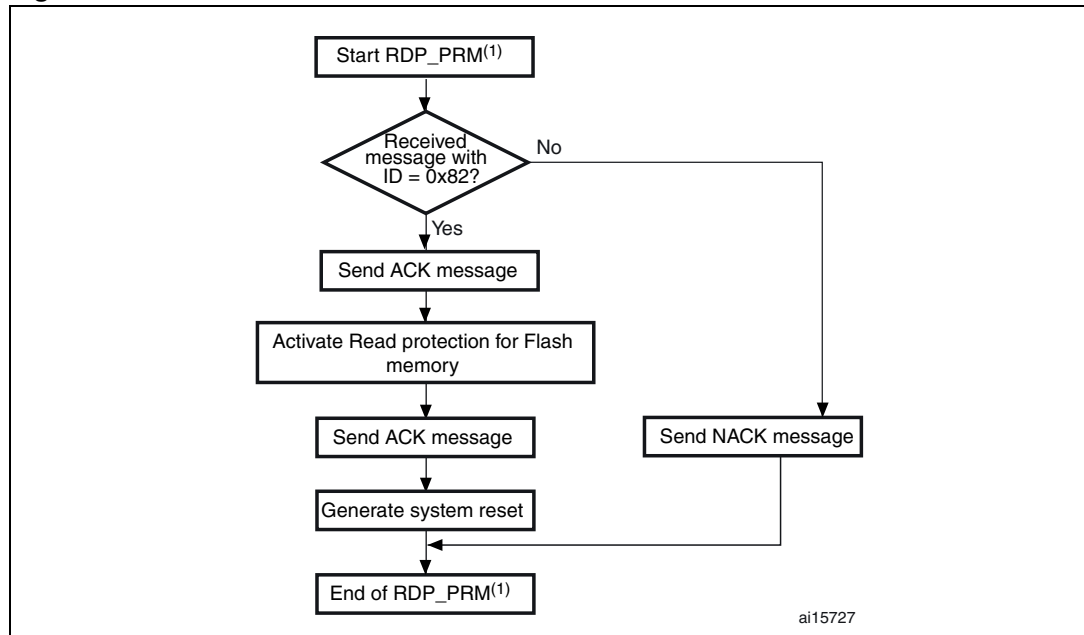 Start RDP_PRM(1)
Received
message with
ID = 0x82?
No
Yes
Send ACK message
Activate Read protection for Flash
memory
Send ACK message
Send NACK message
Generate system reset
End of RDP_PRM(1)
ai15727